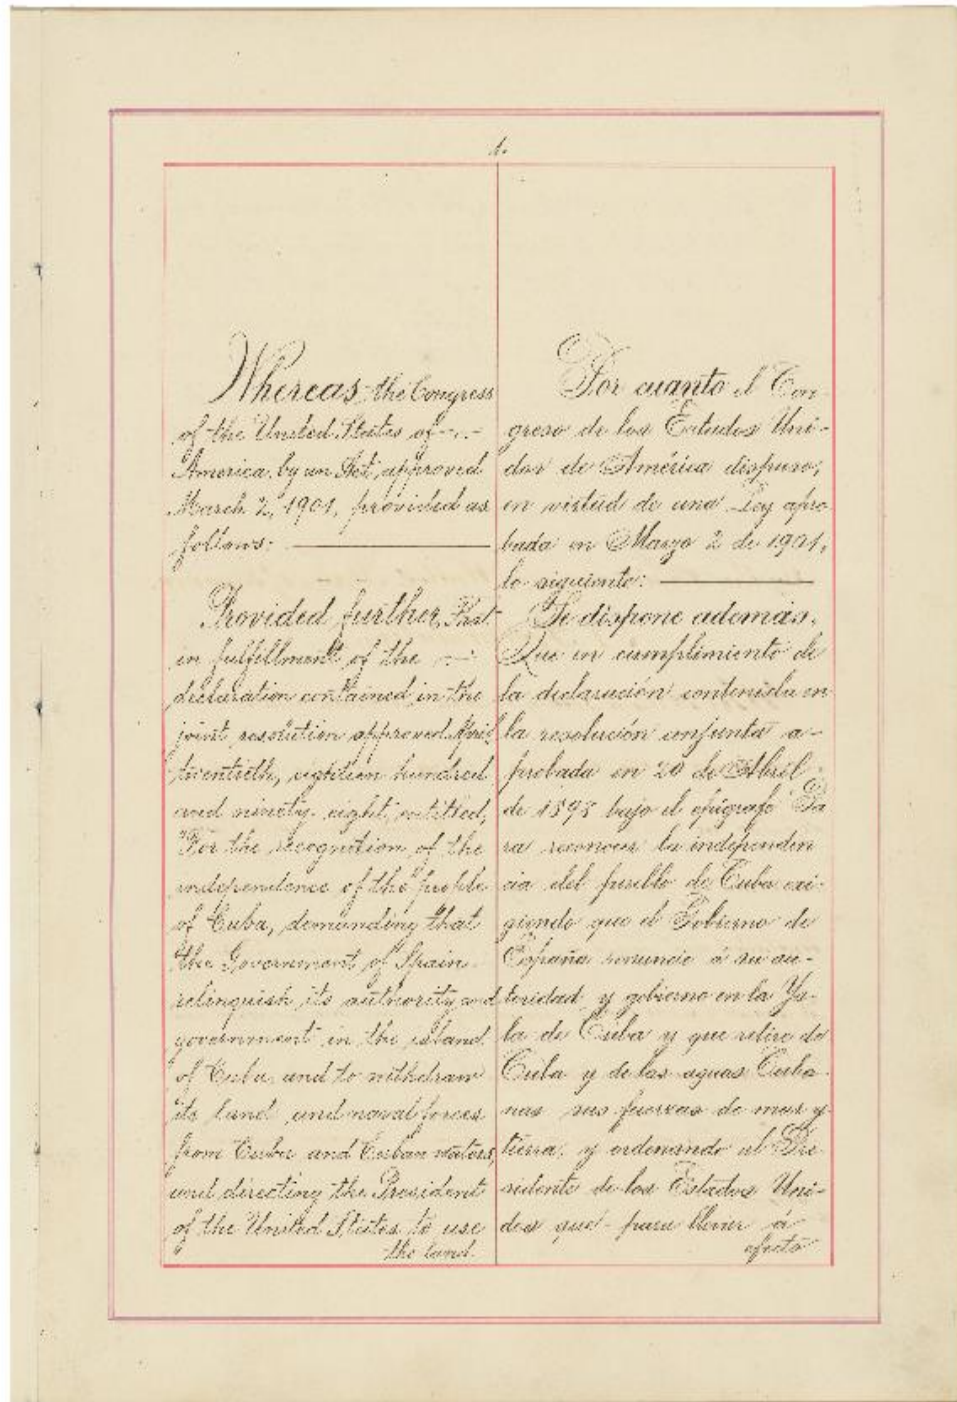 1.
Whereas the Congress
of the United States of
America, by an Act, approved
March 2, 1901, provided as
follows:
Provided further, That
in fulfillment of the
declaration contained in the
joint resolution approved April
twentieth, eighteen hundred
and ninety-eight, entitled,
"For the recognition of the
independence of the people
of Cuba, demanding that
the Government of Spain
relinquish its authority and
government in the island
of Cuba, and to withdraw
its land and naval forces
from Cuba and Cuban waters,
and directing the President
of the United States to use
the land
Por cuanto el Con-
greso de los Estados Uni-
dos de América dispuso,
en virtud de una Ley apro
bada en Marzo 2 de 1901,
lo siguiente:
Se dispone además,
Que en cumplimiento de
la declaración contenida en
la resolución conjunta a-
probada en 20 de Abril
de 1898 bajo el epígrafe "Pa
ra reconocer la independen
cia del pueblo de Cuba exi-
giendo que el Gobierno de
España renuncie á su au-
toridad y gobierno en la Ys-
la de Cuba y que retire de
Cuba y de las aguas Cuba-
nas sus fuerzas de mar y
tierra, y ordenando al Pre
sidente de los Estados Uni-
dos que para llevar á
efecto